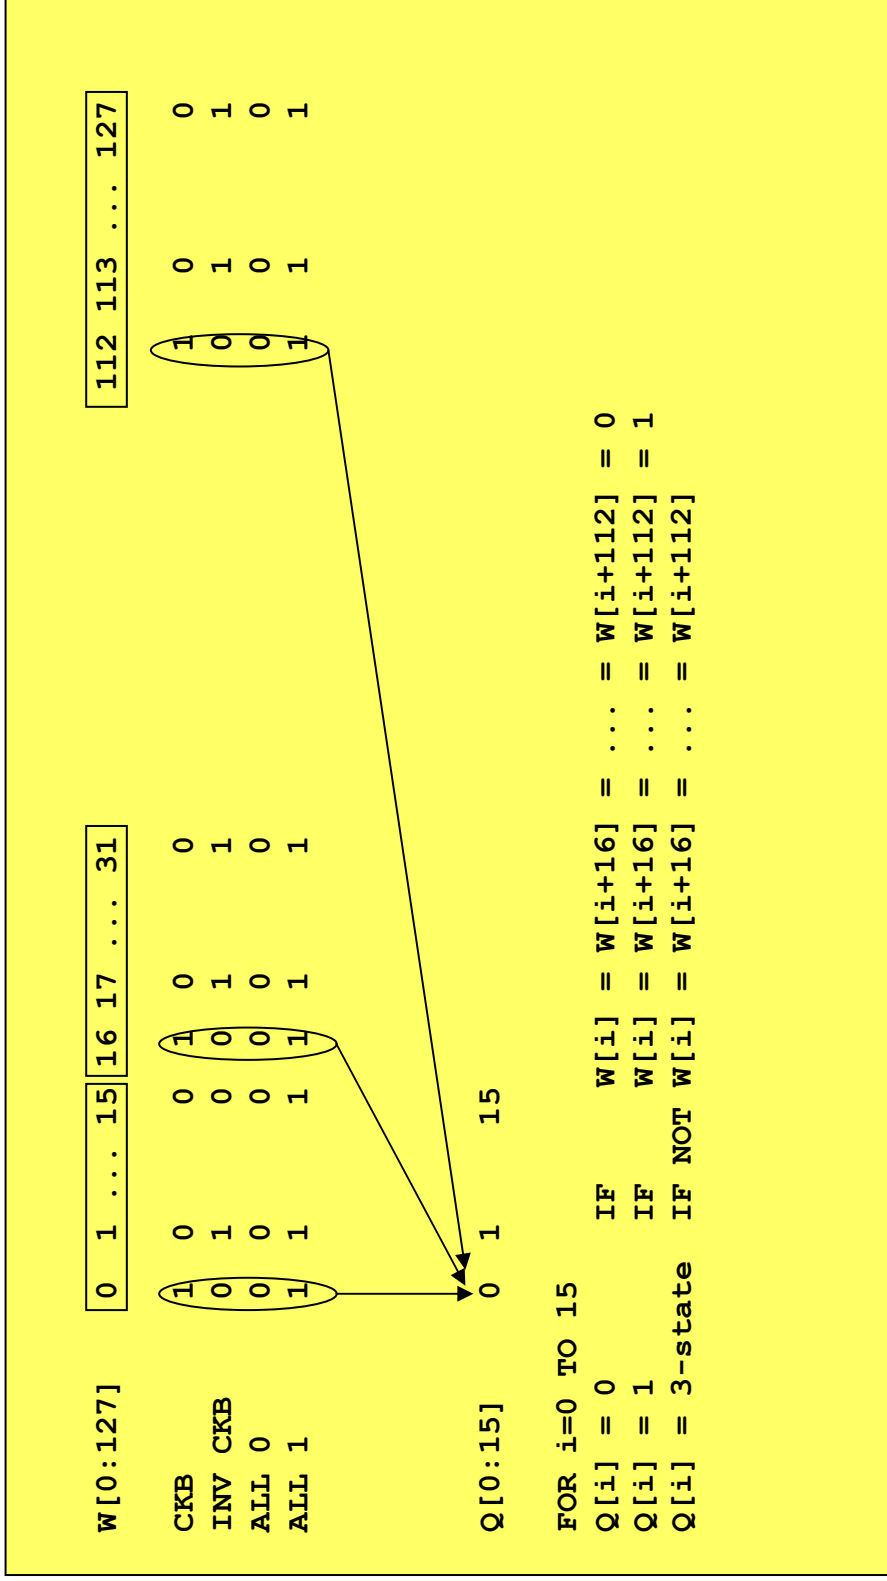 W[0:127] 0 1 ... 15 16 17 ... 31 112 113 ... 127
CKB 1 0 0 1 0 0 1 0 0
INV CKB 0 1 0 0 1 1 0 1 1
ALL 0 0 0 0 0 0 0 0 0 0
ALL 1 1 1 1 1 1 1 1 1 1
Q[0:15] 0 1 15
FOR i=0 TO 15
Q[i] = 0 IF W[i] = W[i+16] = ... = W[i+112] = 0
Q[i] = 1 IF W[i] = W[i+16] = ... = W[i+112] = 1
Q[i] = 3-state IF NOT W[i] = W[i+16] = ... = W[i+112]